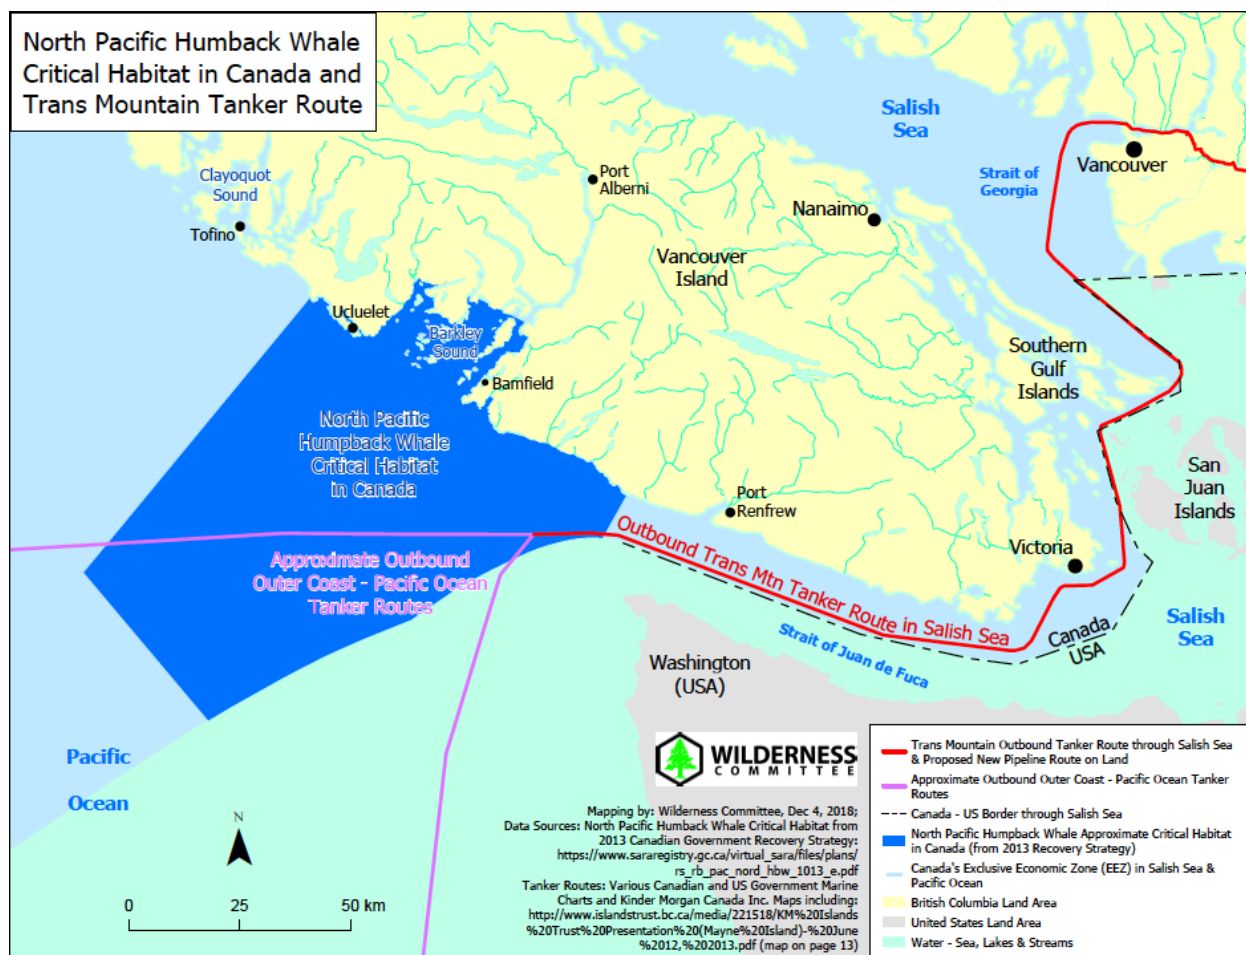 North Pacific Humback Whale
Critical Habitat in Canada and
Trans Mountain Tanker Route
Salish
Sea
Strait of
Georgia
Vancouver
Clayoquot
Sound
Tofino
Port
Alberni
Nanaimo
Vancouver
Island
Ucluelet
Barkley
Sound
Bamfield
Southern
Gulf
Islands
North Pacific
Humpback Whale
Critical Habitat
in Canada
San
Juan
Islands
Port
Renfrew
Victoria
Outbound Trans Mtn Tanker Route in Salish Sea
Approximate Outbound
Outer Coast - Pacific Ocean
Tanker Routes
Strait of Juan de Fuca
Canada
USA
Salish
Sea
Washington
(USA)
Pacific
Ocean
WILDERNESS
COMMITTEE
N
0 25 50 km
Mapping by: Wilderness Committee, Dec 4, 2018;
Data Sources: North Pacific Humback Whale Critical Habitat from
2013 Canadian Government Recovery Strategy:
https://www.sararegistry.gc.ca/virtual_sara/files/plans/
rs_rb_pac_nord_hbw_1013_e.pdf
Tanker Routes: Various Canadian and US Government Marine
Charts and Kinder Morgan Canada Inc. Maps including:
http://www.islandstrust.bc.ca/media/221518/KM%20Islands
%20Trust%20Presentation%20(Mayne%20Island)-%20June
%2012,%202013.pdf (map on page 13)
Trans Mountain Outbound Tanker Route through Salish Sea
& Proposed New Pipeline Route on Land
Approximate Outbound Outer Coast - Pacific Ocean Tanker
Routes
Canada - US Border through Salish Sea
North Pacific Humpback Whale Approximate Critical Habitat
in Canada (from 2013 Recovery Strategy)
Canada's Exclusive Economic Zone (EEZ) in Salish Sea &
Pacific Ocean
British Columbia Land Area
United States Land Area
Water - Sea, Lakes & Streams